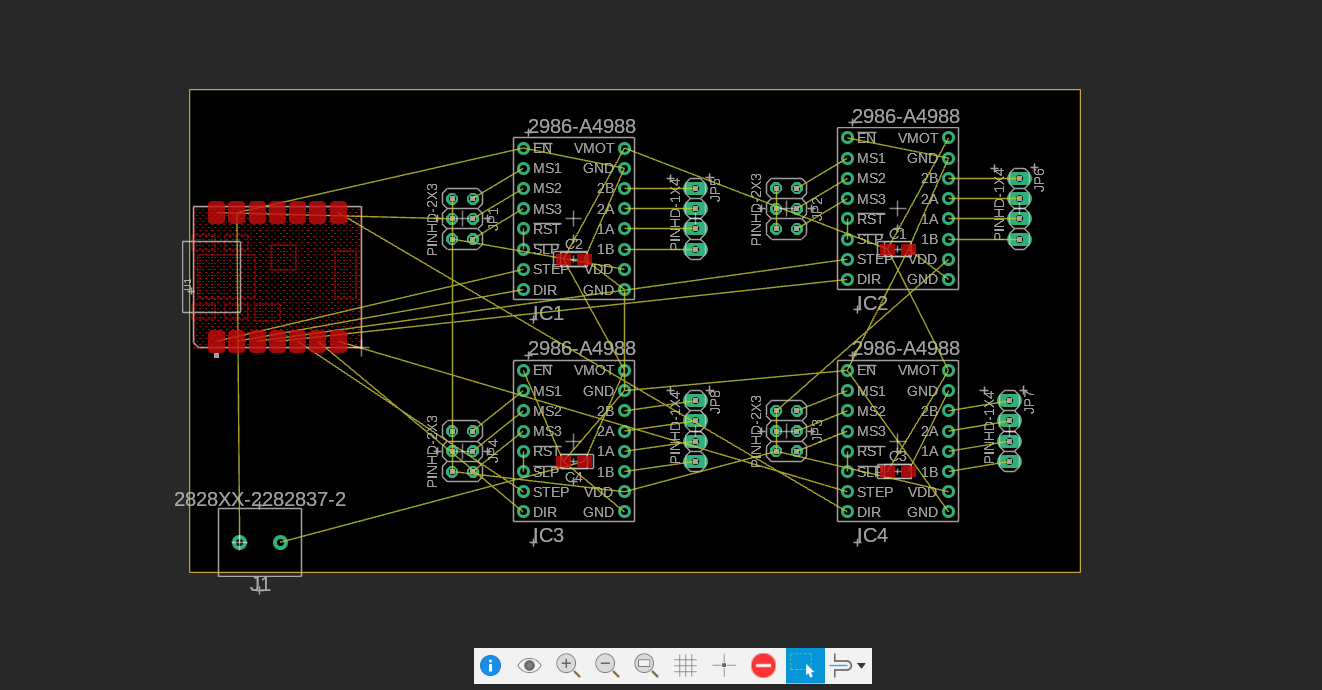 2986-A4988
EN VMOT
MS1 GND
MS2 2B
MS3 2A
RST 1A
SLP 1B
STEP VDD
DIR GND
IC1
C2
PINHD-2X3
JP1
PINHD-1X4
JP5
2986-A4988
EN VMOT
MS1 GND
MS2 2B
MS3 2A
RST 1A
SLP 1B
STEP VDD
DIR GND
IC2
C1
PINHD-2X3
JP2
PINHD-1X4
JP6
U1
2986-A4988
EN VMOT
MS1 GND
MS2 2B
MS3 2A
RST 1A
SLP 1B
STEP VDD
DIR GND
IC3
C4
PINHD-2X3
JP4
PINHD-1X4
JP8
2986-A4988
EN VMOT
MS1 GND
MS2 2B
MS3 2A
RST 1A
SLP 1B
STEP VDD
DIR GND
IC4
C3
PINHD-2X3
JP3
PINHD-1X4
JP7
2828XX-2282837-2
J1